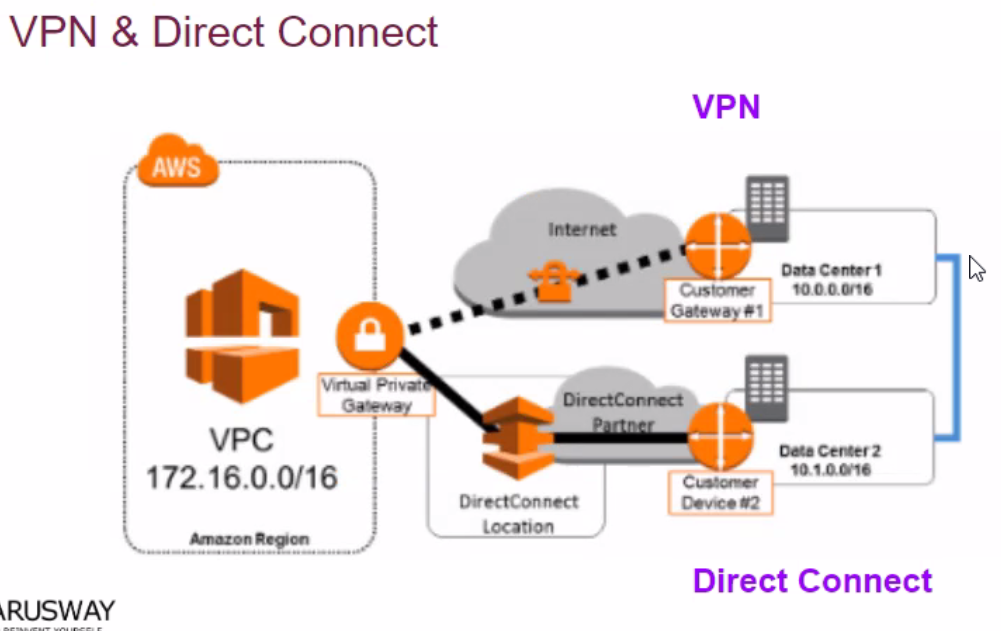 VPN & Direct Connect
VPN
AWS
Internet
Data Center 1
10.0.0.0/16
Customer
Gateway #1
Virtual Private
Gateway
DirectConnect
Partner
VPC
172.16.0.0/16
Data Center 2
10.1.0.0/16
Customer
Device #2
DirectConnect
Location
Amazon Region
Direct Connect
ARUSWAY
REINVENT YOURSELF